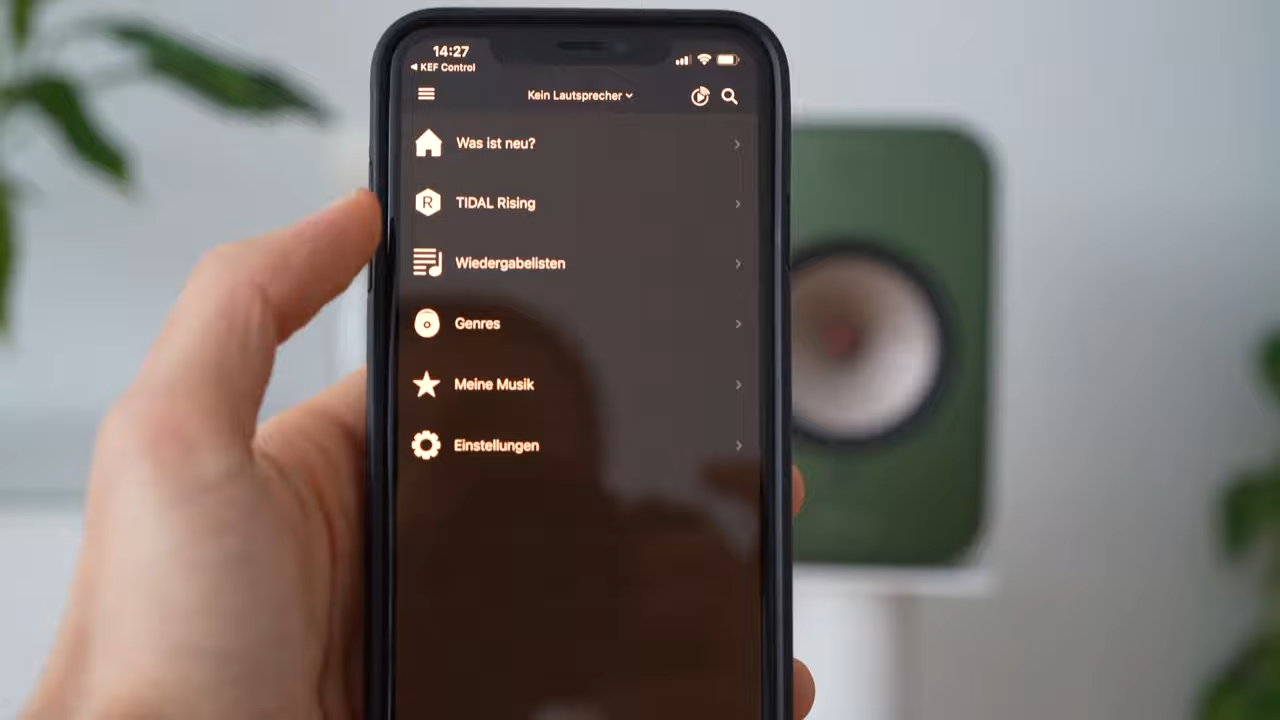 14:27
◀ KEF Control
Kein Lautsprecher
Was ist neu?
R
TIDAL Rising
Wiedergabelisten
Genres
Meine Musik
Einstellungen